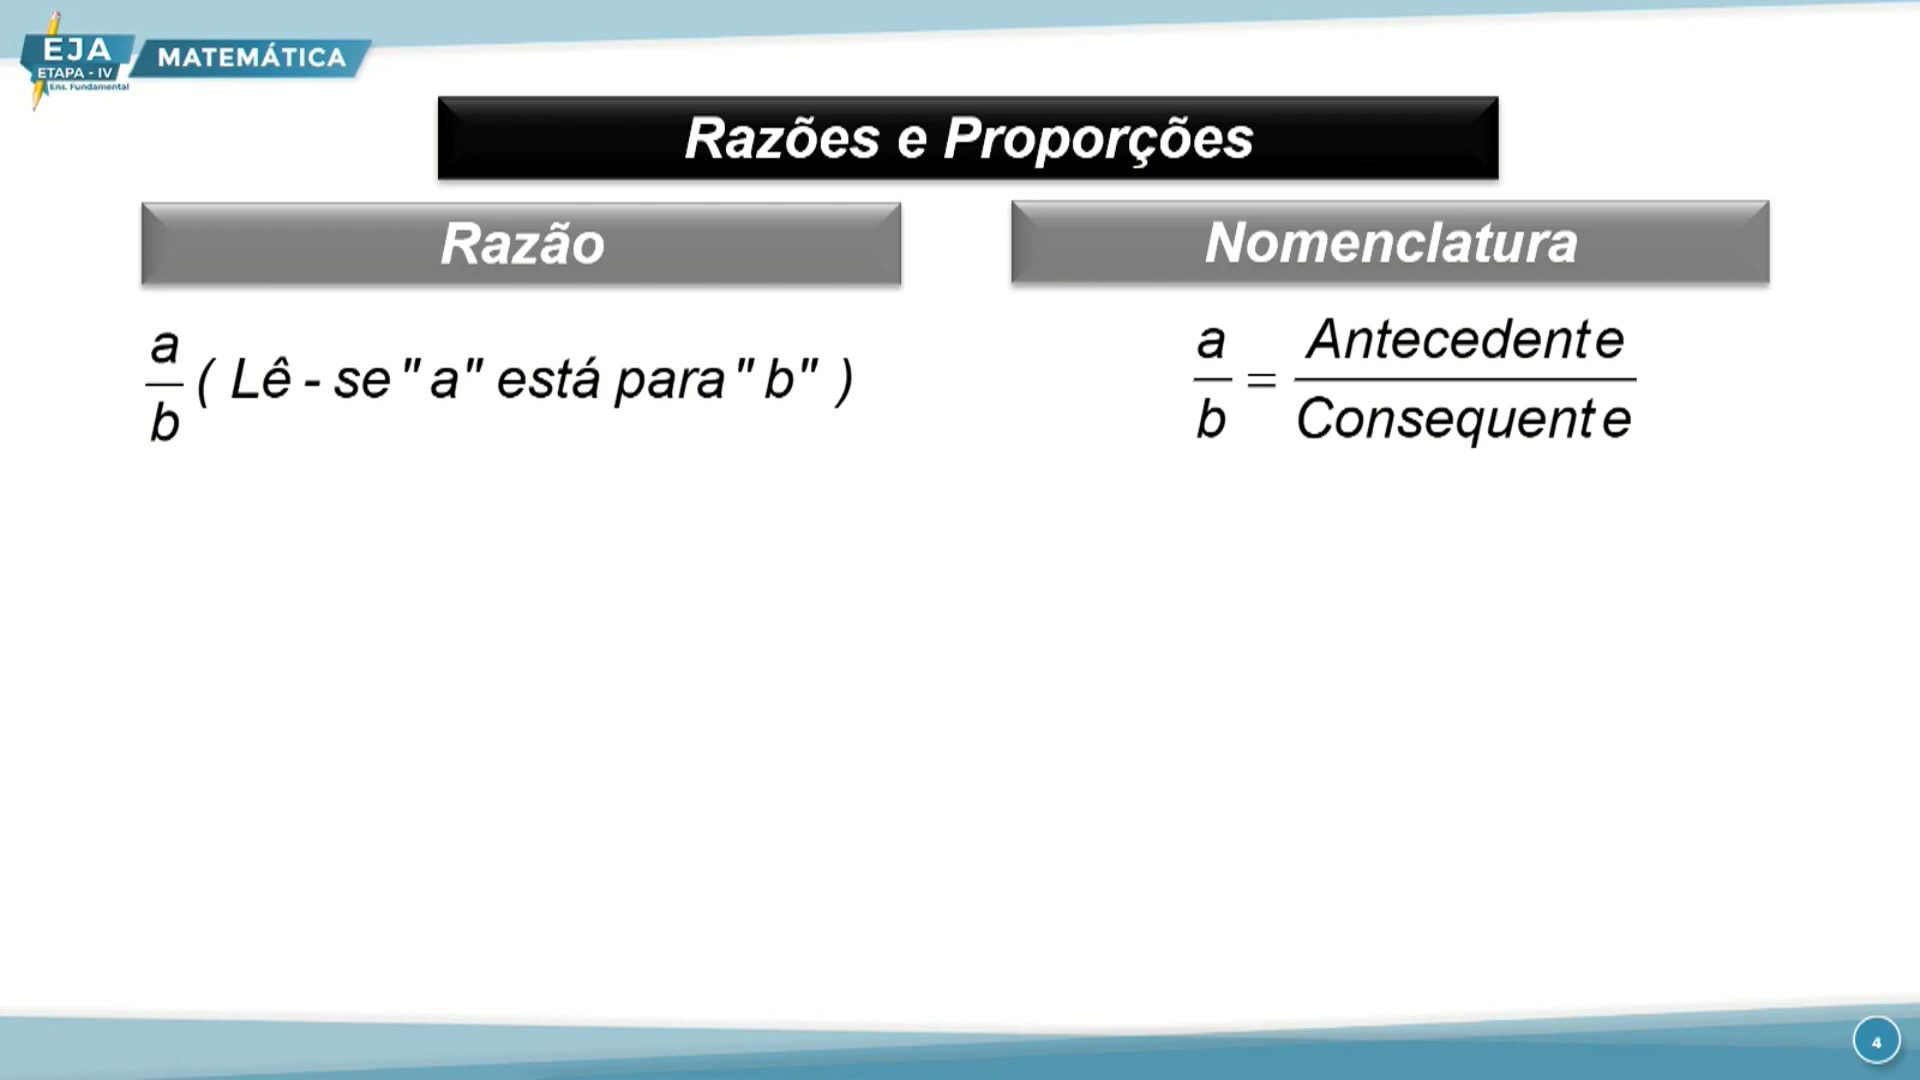 EJA
ETAPA - IV
Ens. Fundamental
MATEMÁTICA
Razões e Proporções
Razão
a
b
( Lê - se " a" está para " b" )
Nomenclatura
a
b
=
Antecedente
Consequente
4